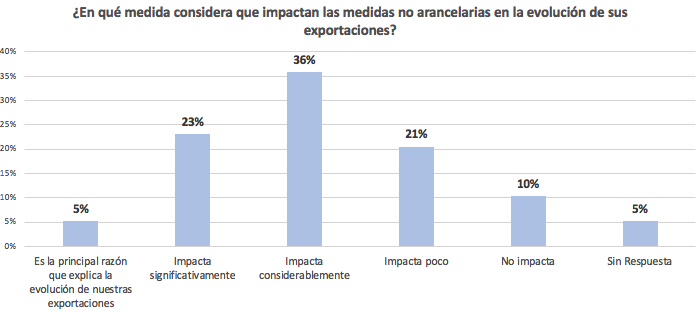 ¿En qué medida considera que impactan las medidas no arancelarias en la evolución de sus
exportaciones?
40%
35%
30%
25%
20%
15%
10%
5%
0%
5%
23%
36%
21%
10%
5%
Es la principal razón
que explica la
evolución de nuestras
exportaciones
Impacta
significativamente
Impacta
considerablemente
Impacta poco
No impacta
Sin Respuesta